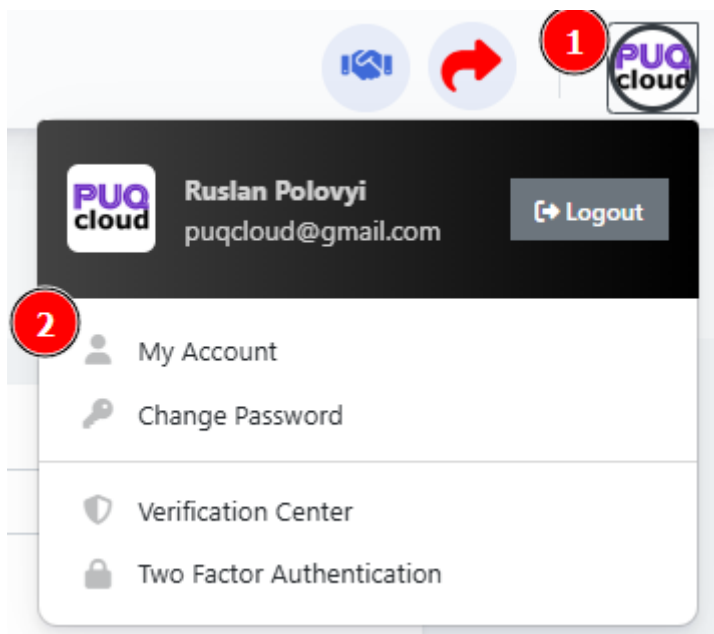 1
PUQ
cloud
PUQ
cloud
Ruslan Polovyi
puqcloud@gmail.com
Logout
2
My Account
Change Password
Verification Center
Two Factor Authentication